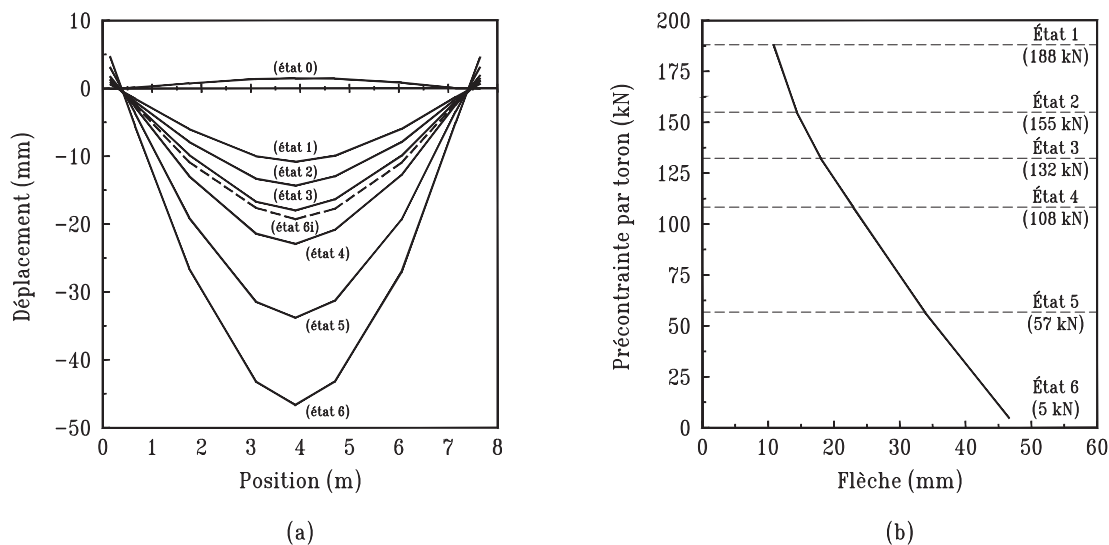 10
0
−10
−20
−30
−40
−50
Déplacement (mm)
(état 0)
(état 1)
(état 2)
(état 3)
(état 6i)
(état 4)
(état 5)
(état 6)
0 1 2 3 4 5 6 7 8
Position (m)
(a)
200
175
150
125
100
75
50
25
0
Précontrainte par toron (kN)
État 1
(188 kN)
État 2
(155 kN)
État 3
(132 kN)
État 4
(108 kN)
État 5
(57 kN)
État 6
(5 kN)
0 10 20 30 40 50 60
Flèche (mm)
(b)